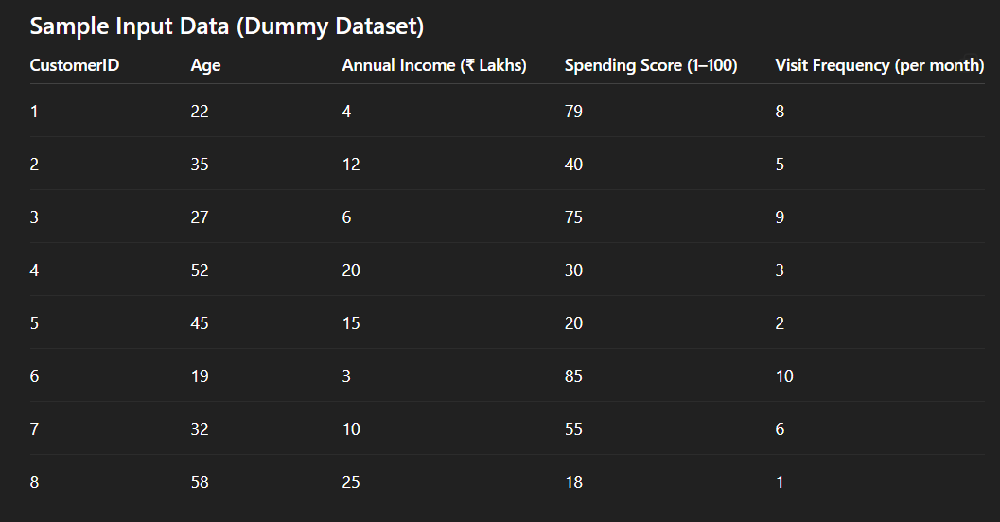 Sample Input Data (Dummy Dataset)
CustomerID Age Annual Income (₹ Lakhs) Spending Score (1–100) Visit Frequency (per month)
1 22 4 79 8
2 35 12 40 5
3 27 6 75 9
4 52 20 30 3
5 45 15 20 2
6 19 3 85 10
7 32 10 55 6
8 58 25 18 1